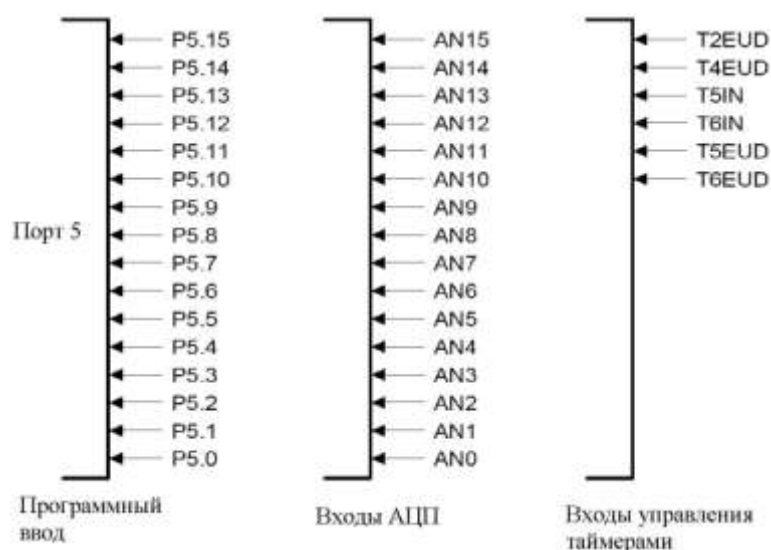 Порт 5
P5.15
P5.14
P5.13
P5.12
P5.11
P5.10
P5.9
P5.8
P5.7
P5.6
P5.5
P5.4
P5.3
P5.2
P5.1
P5.0
Программный
ввод
AN15
AN14
AN13
AN12
AN11
AN10
AN9
AN8
AN7
AN6
AN5
AN4
AN3
AN2
AN1
AN0
Входы АЦП
T2EUD
T4EUD
T5IN
T6IN
T5EUD
T6EUD
Входы управления
таймерами